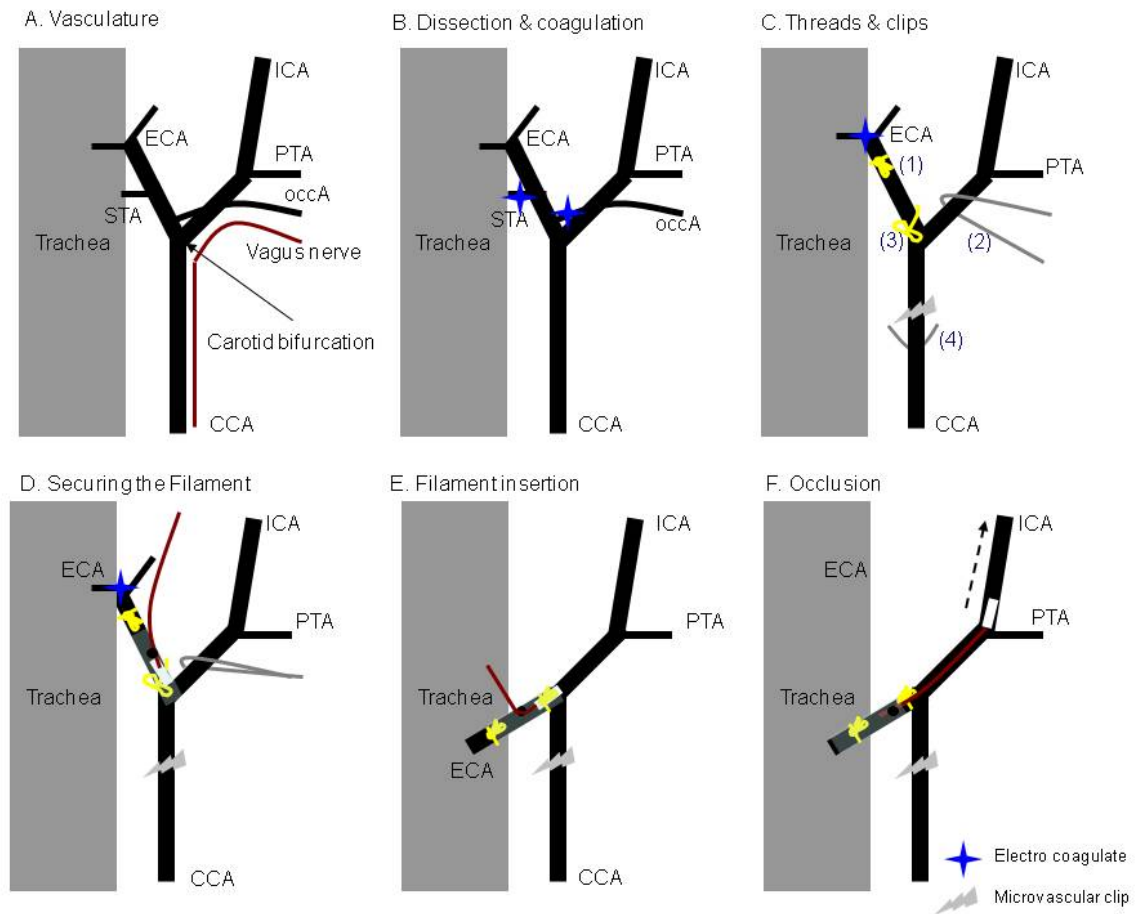 A. Vasculature
ICA
ECA
PTA
occA
STA
Trachea
Vagus nerve
Carotid bifurcation
CCA
B. Dissection & coagulation
ICA
ECA
PTA
STA
occA
Trachea
CCA
C. Threads & clips
ICA
ECA
(1)
PTA
Trachea
(3)
(2)
(4)
CCA
D. Securing the Filament
ICA
ECA
PTA
Trachea
CCA
E. Filament insertion
ICA
PTA
Trachea
ECA
CCA
F. Occlusion
ICA
ECA
PTA
Trachea
Electro coagulate
Microvascular clip